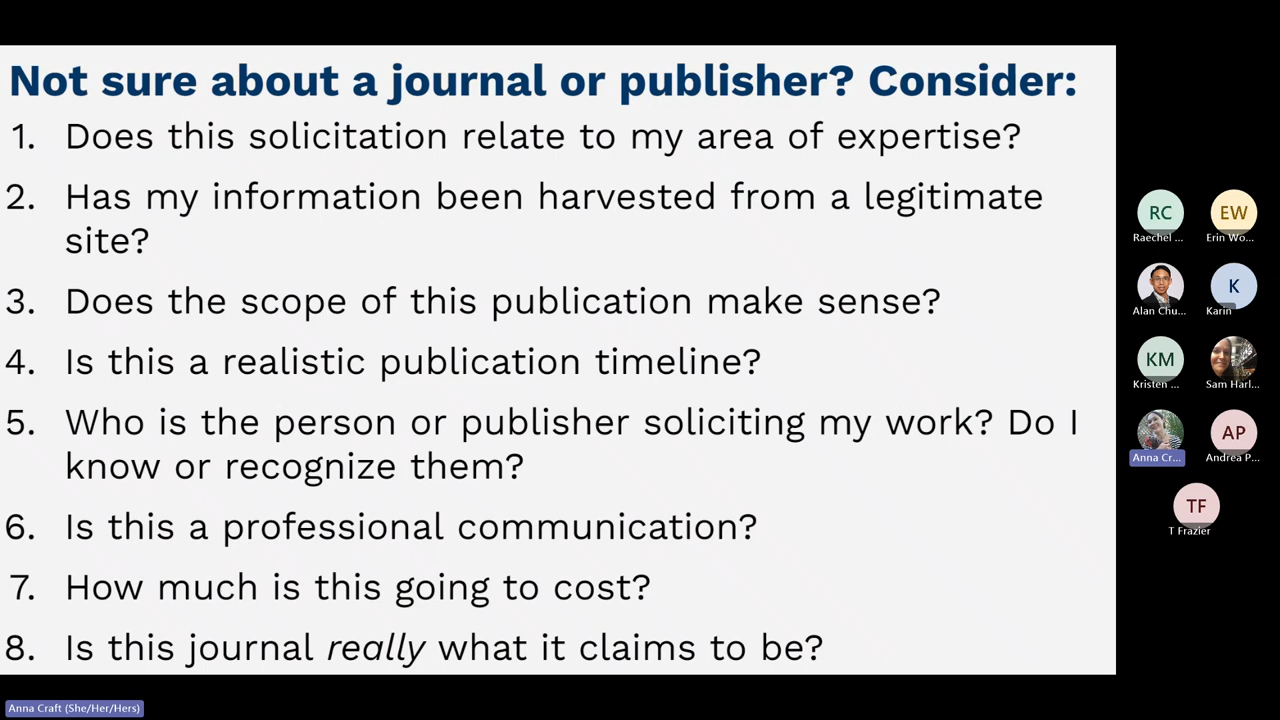 Not sure about a journal or publisher? Consider:
1. Does this solicitation relate to my area of expertise?
2. Has my information been harvested from a legitimate
site?
3. Does the scope of this publication make sense?
4. Is this a realistic publication timeline?
5. Who is the person or publisher soliciting my work? Do I
know or recognize them?
6. Is this a professional communication?
7. How much is this going to cost?
8. Is this journal really what it claims to be?
RC
Raechel ...
EW
Erin Wo...
Alan Chu...
K
Karin
KM
Kristen ...
Sam Harl...
Anna Cr...
AP
Andrea P...
TF
T Frazier
Anna Craft (She/Her/Hers)